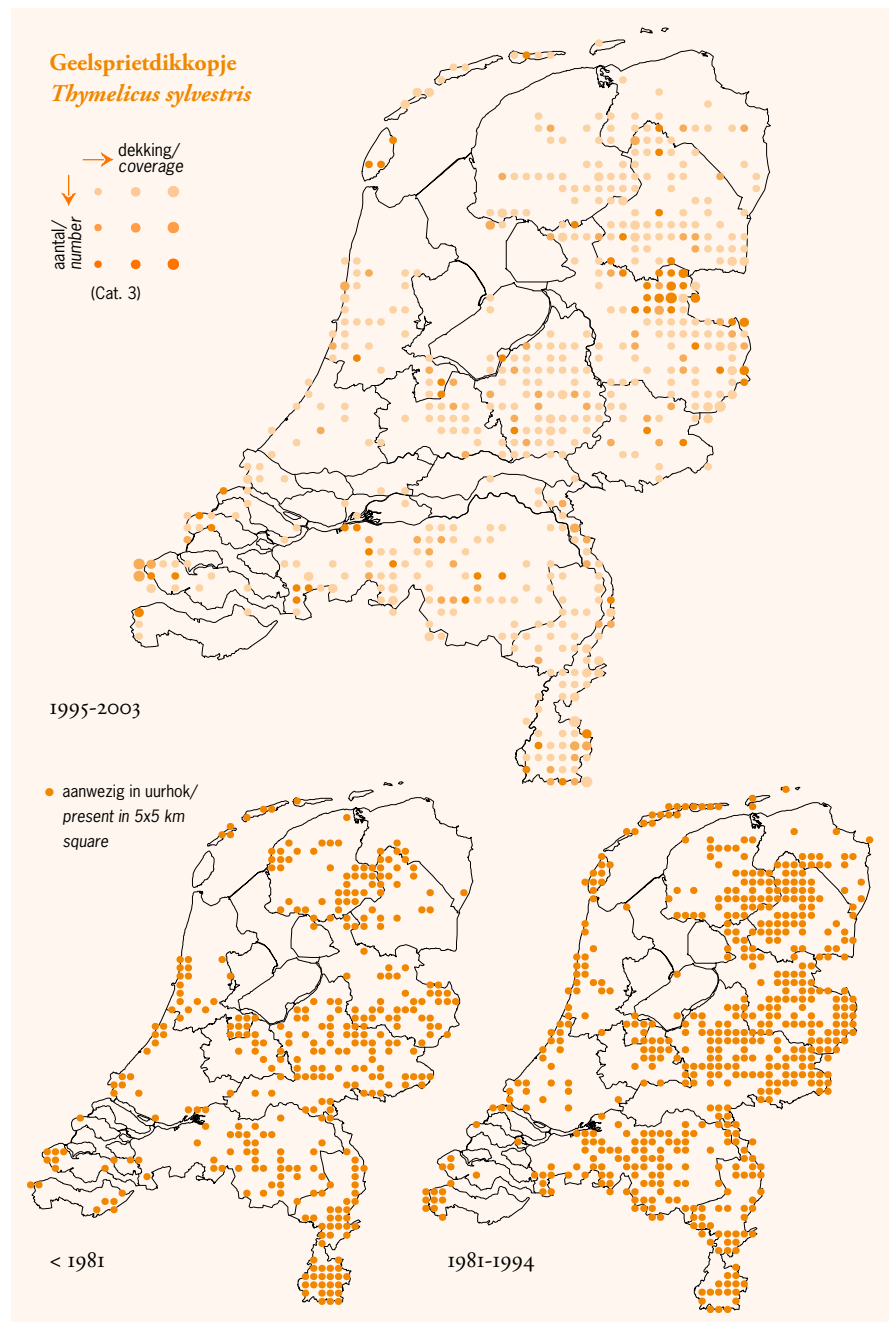 Geelsprietdikkopje
Thymelicus sylvestris
dekking/
coverage
aantal/
number
(Cat. 3)
1995-2003
aanwezig in uurhok/
present in 5x5 km
square
< 1981
1981-1994